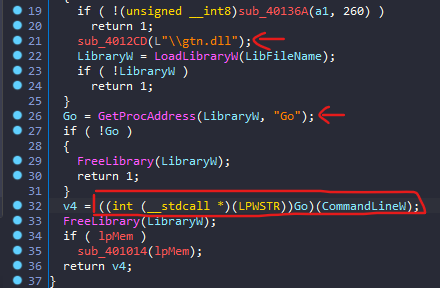 19 if ( !(unsigned __int8)sub_40136A(a1, 260) )
20 return 1;
21 sub_4012CD(L"\\gtn.dll");
22 LibraryW = LoadLibraryW(LibFileName);
23 if ( !LibraryW )
24 return 1;
25 }
26 Go = GetProcAddress(LibraryW, "Go");
27 if ( !Go )
28 {
29 FreeLibrary(LibraryW);
30 return 1;
31 }
32 v4 = ((int (__stdcall *)(LPWSTR))Go)(CommandLineW);
33 FreeLibrary(LibraryW);
34 if ( lpMem )
35 sub_401014(lpMem);
36 return v4;
37 }